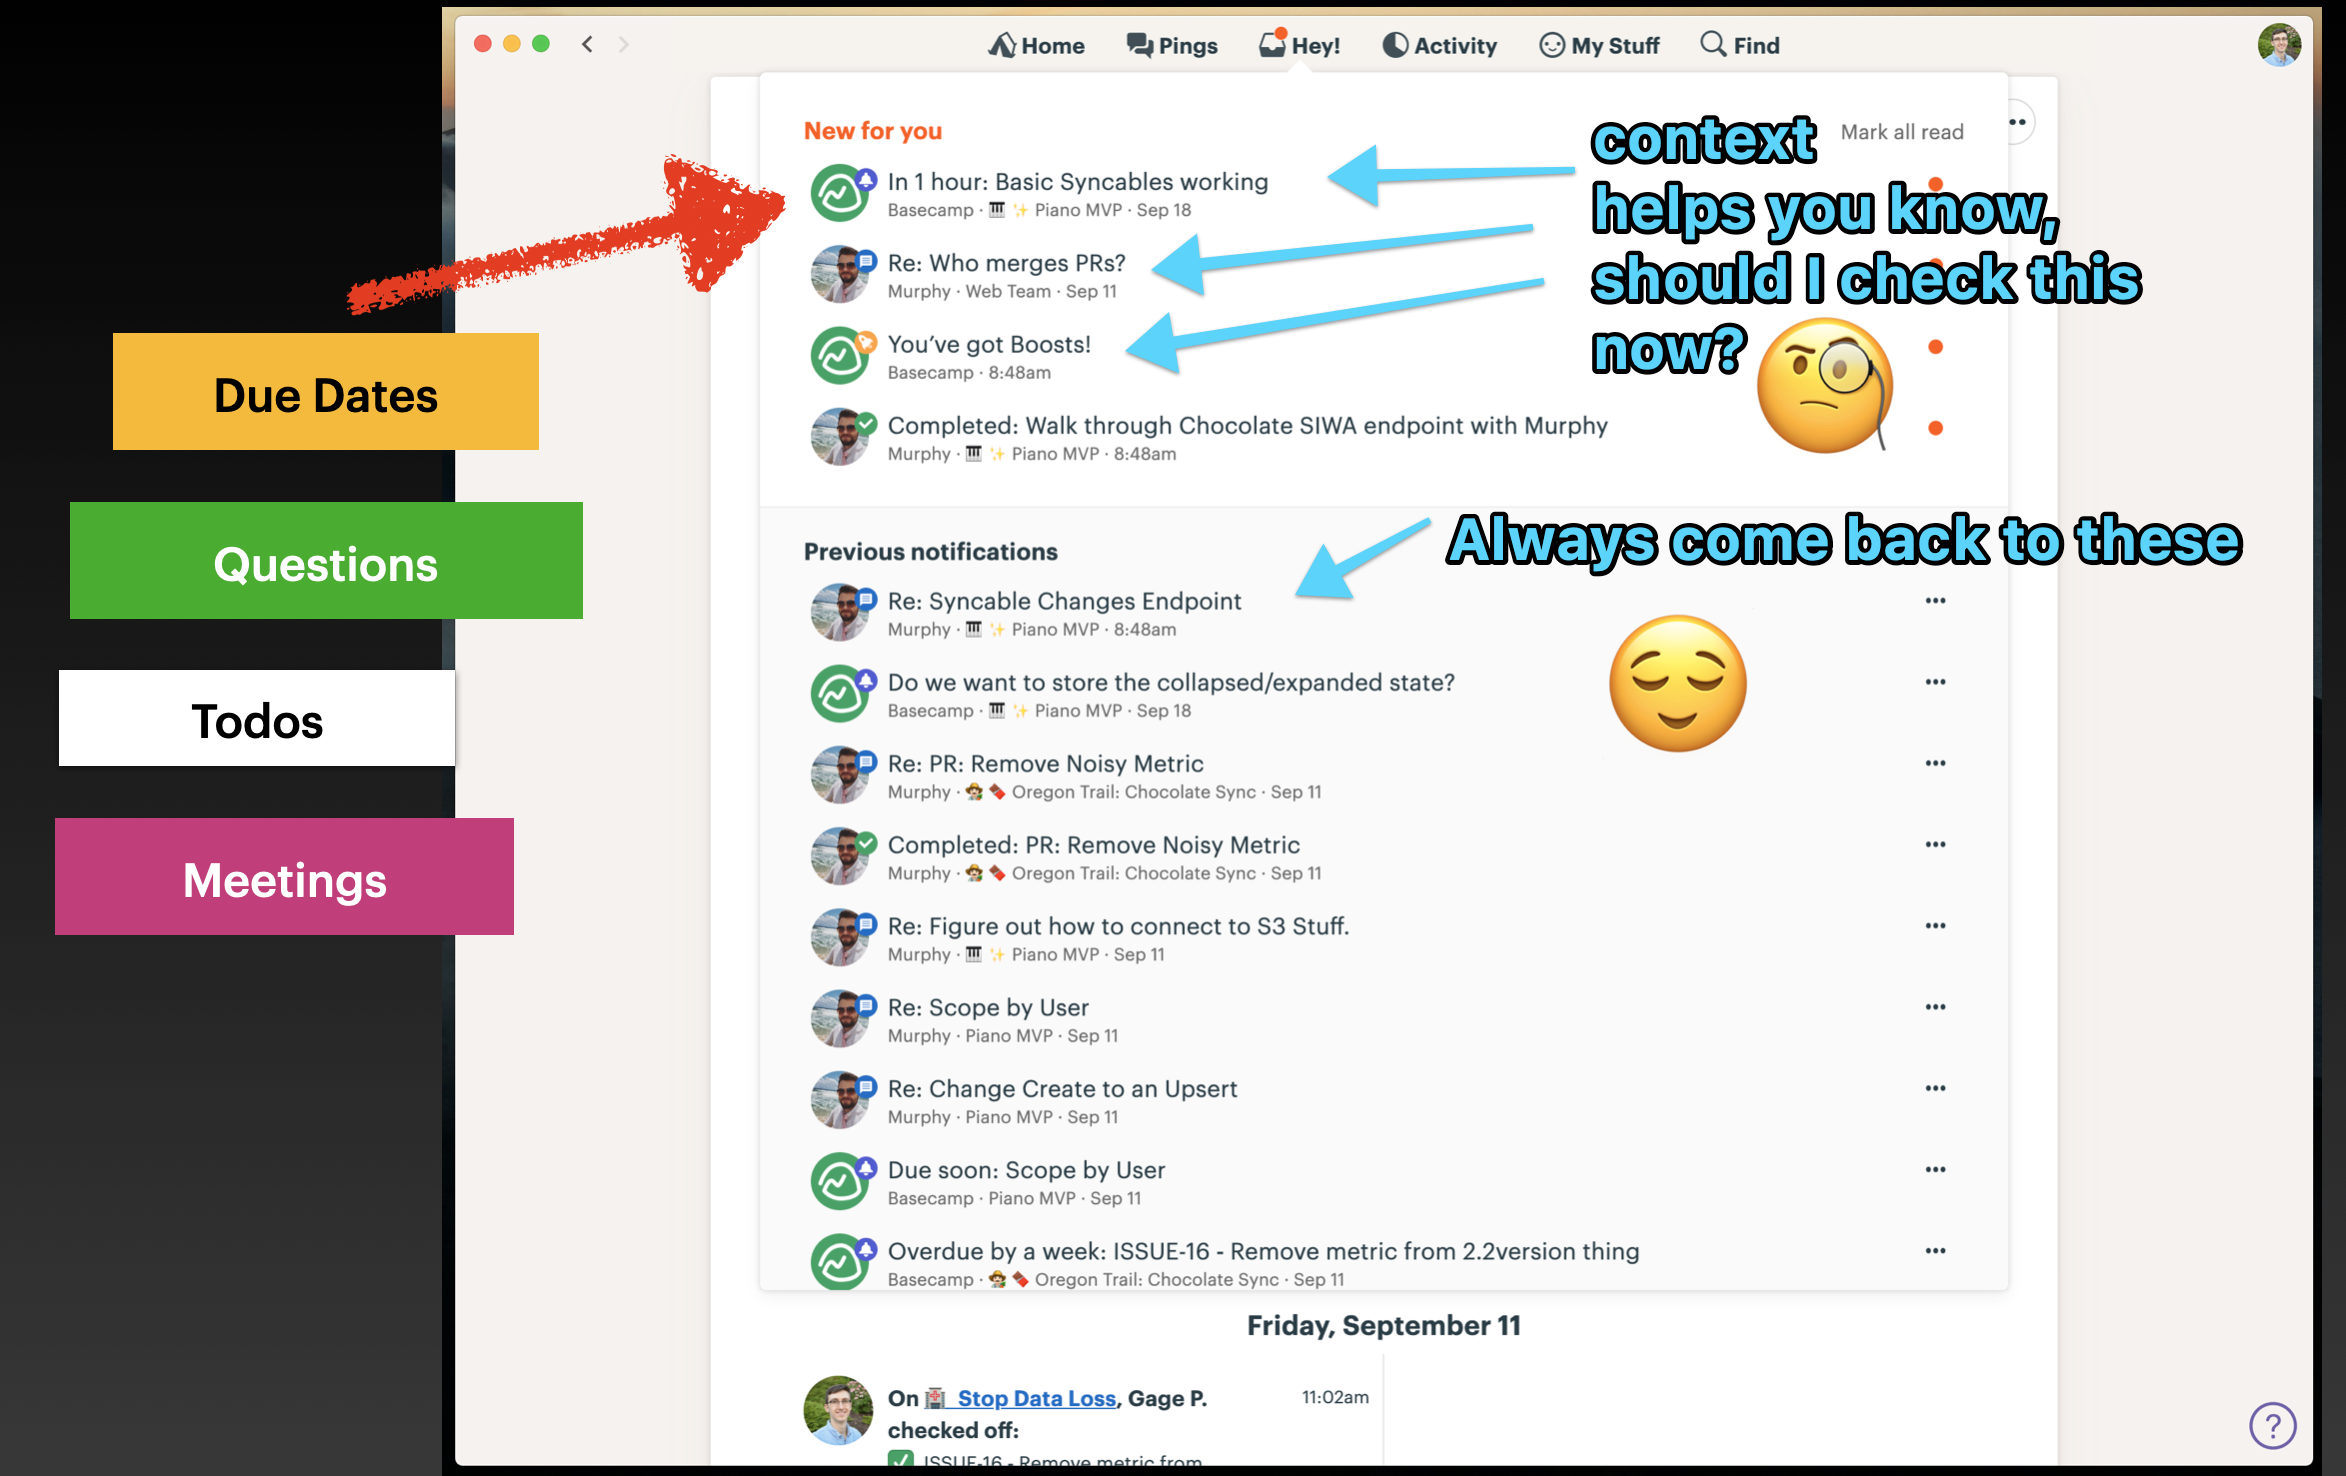 Home Pings Hey! Activity My Stuff Find
New for you
Mark all read
In 1 hour: Basic Syncables working
Basecamp · 🎹 ✨ Piano MVP · Sep 18
Re: Who merges PRs?
Murphy · Web Team · Sep 11
You've got Boosts!
Basecamp · 8:48am
Completed: Walk through Chocolate SIWA endpoint with Murphy
Murphy · 🎹 ✨ Piano MVP · 8:48am
context
helps you know,
should I check this
now?
Due Dates
Questions
Todos
Meetings
Previous notifications
Always come back to these
Re: Syncable Changes Endpoint
Murphy · 🎹 ✨ Piano MVP · 8:48am
Do we want to store the collapsed/expanded state?
Basecamp · 🎹 ✨ Piano MVP · Sep 18
Re: PR: Remove Noisy Metric
Murphy · 🤠 🍫 Oregon Trail: Chocolate Sync · Sep 11
Completed: PR: Remove Noisy Metric
Murphy · 🤠 🍫 Oregon Trail: Chocolate Sync · Sep 11
Re: Figure out how to connect to S3 Stuff.
Murphy · 🎹 ✨ Piano MVP · Sep 11
Re: Scope by User
Murphy · Piano MVP · Sep 11
Re: Change Create to an Upsert
Murphy · Piano MVP · Sep 11
Due soon: Scope by User
Basecamp · Piano MVP · Sep 11
Overdue by a week: ISSUE-16 - Remove metric from 2.2version thing
Basecamp · 🤠 🍫 Oregon Trail: Chocolate Sync · Sep 11
Friday, September 11
On 🏥 Stop Data Loss, Gage P.
checked off:
11:02am
ISSUE-16 - Remove metric from
?